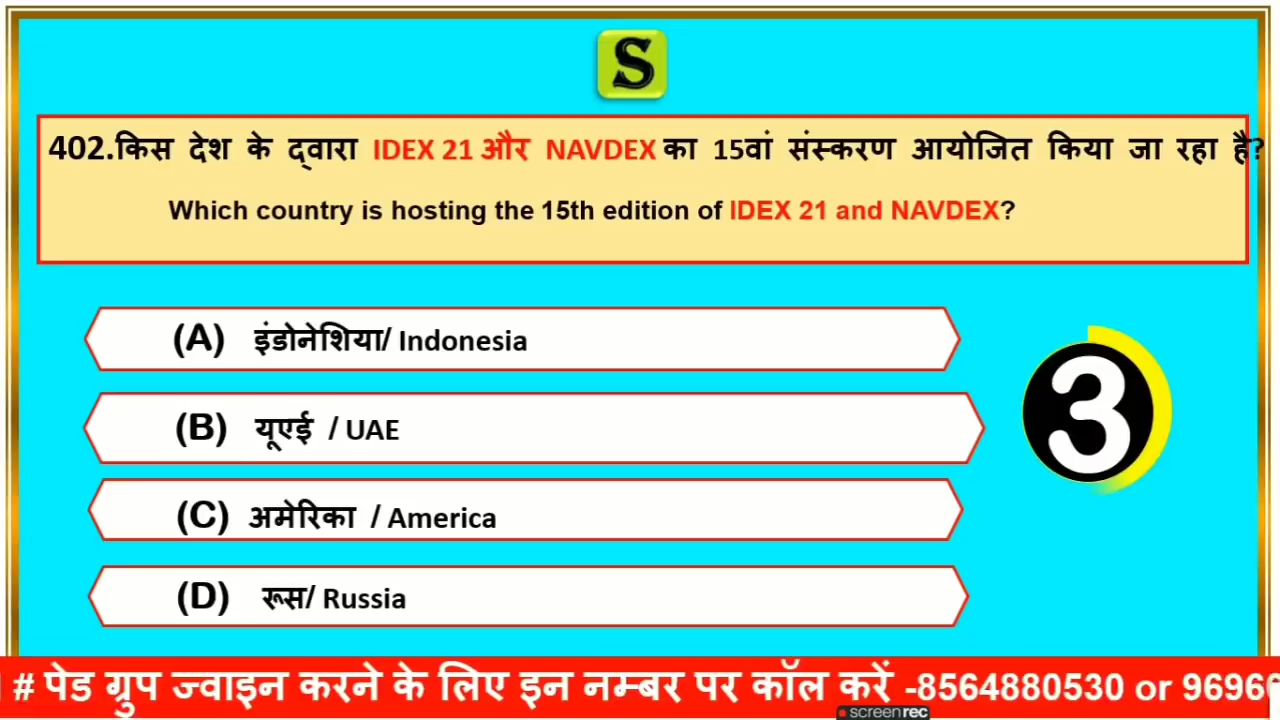 S
402.किस देश के द्वारा IDEX 21 और NAVDEX का 15वां संस्करण आयोजित किया जा रहा है?
Which country is hosting the 15th edition of IDEX 21 and NAVDEX?
(A) इंडोनेशिया/ Indonesia
(B) यूएई / UAE
3
(C) अमेरिका / America
(D) रूस/ Russia
# पेड ग्रुप ज्वाइन करने के लिए इन नम्बर पर कॉल करें -8564880530 or 9696
screenrec